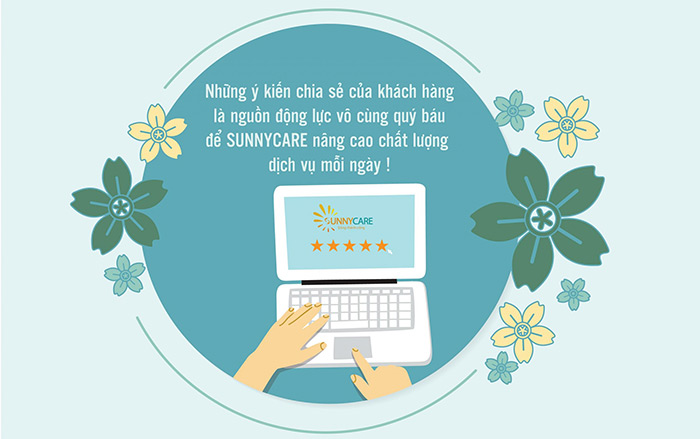 Những ý kiến chia sẻ của khách hàng
là nguồn động lực vô cùng quý báu
để SUNNYCARE nâng cao chất lượng
dịch vụ mỗi ngày !
SUNNYCARE